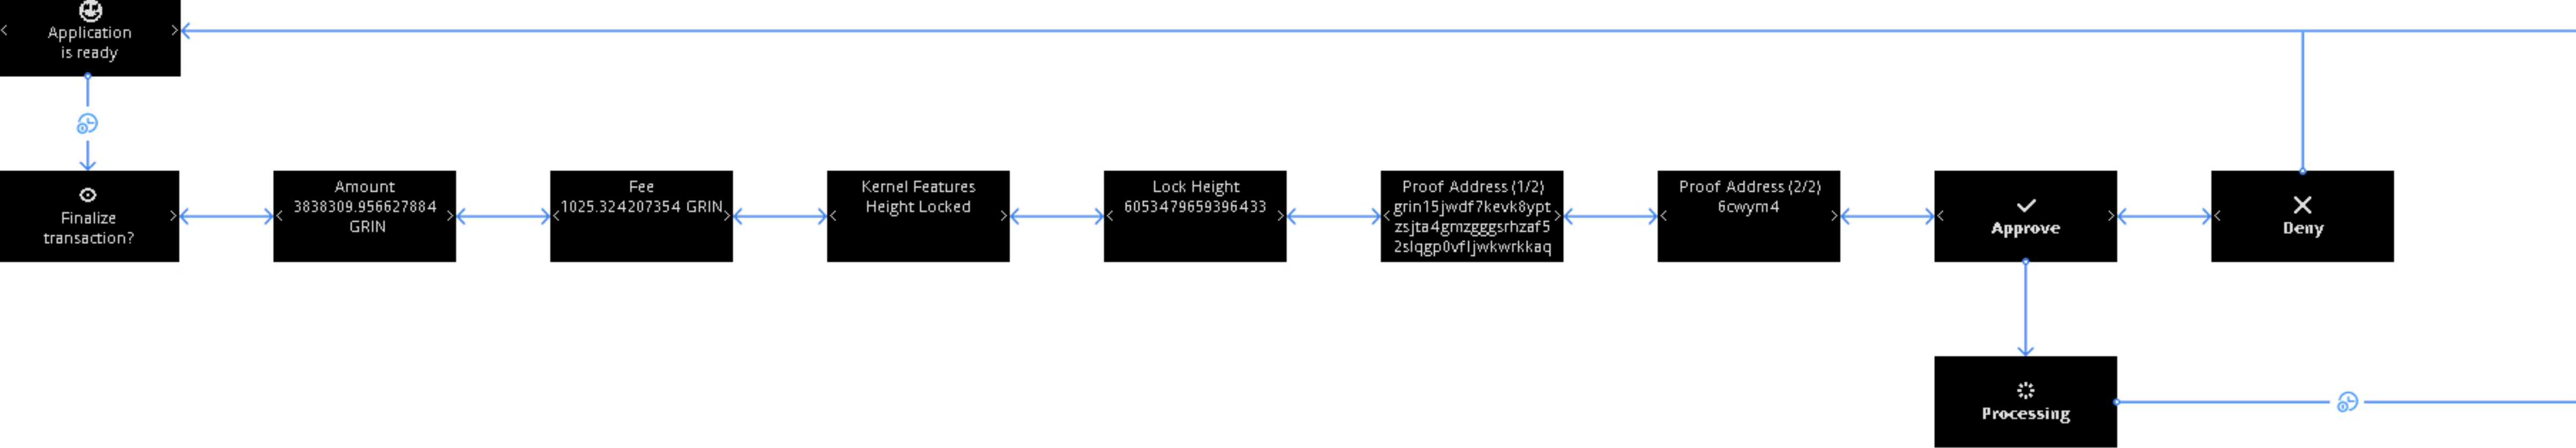 Application
is ready
Finalize
transaction?
Amount
3838309.956627884
GRIN
Fee
1025.324207354 GRIN
Kernel Features
Height Locked
Lock Height
6053479659396433
Proof Address (1/2)
grin15jwdf7kevk8ypt
zsjta4gmzgggsrhzaf5
2slqgp0vfljwkwrkkaq
Proof Address (2/2)
6cwym4
Approve
Deny
Processing